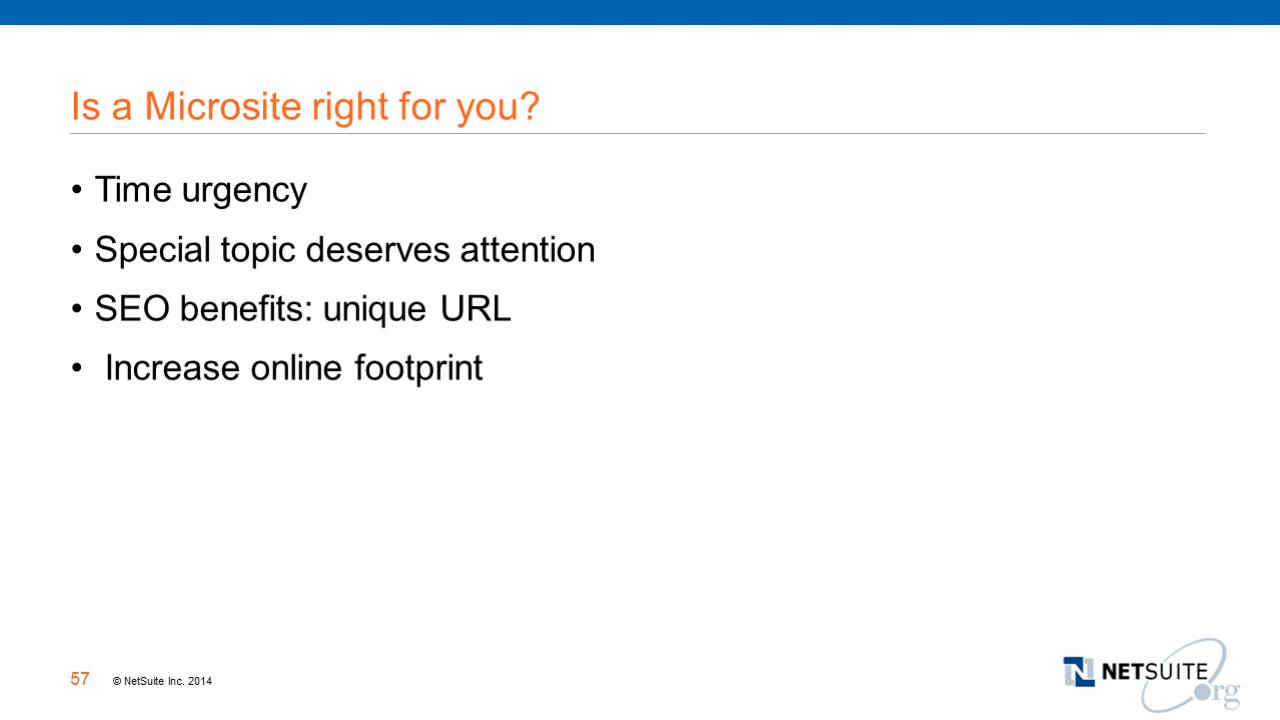 Is a Microsite right for you?
• Time urgency
• Special topic deserves attention
• SEO benefits: unique URL
• Increase online footprint
57 © NetSuite Inc. 2014
NETSUITE
.org